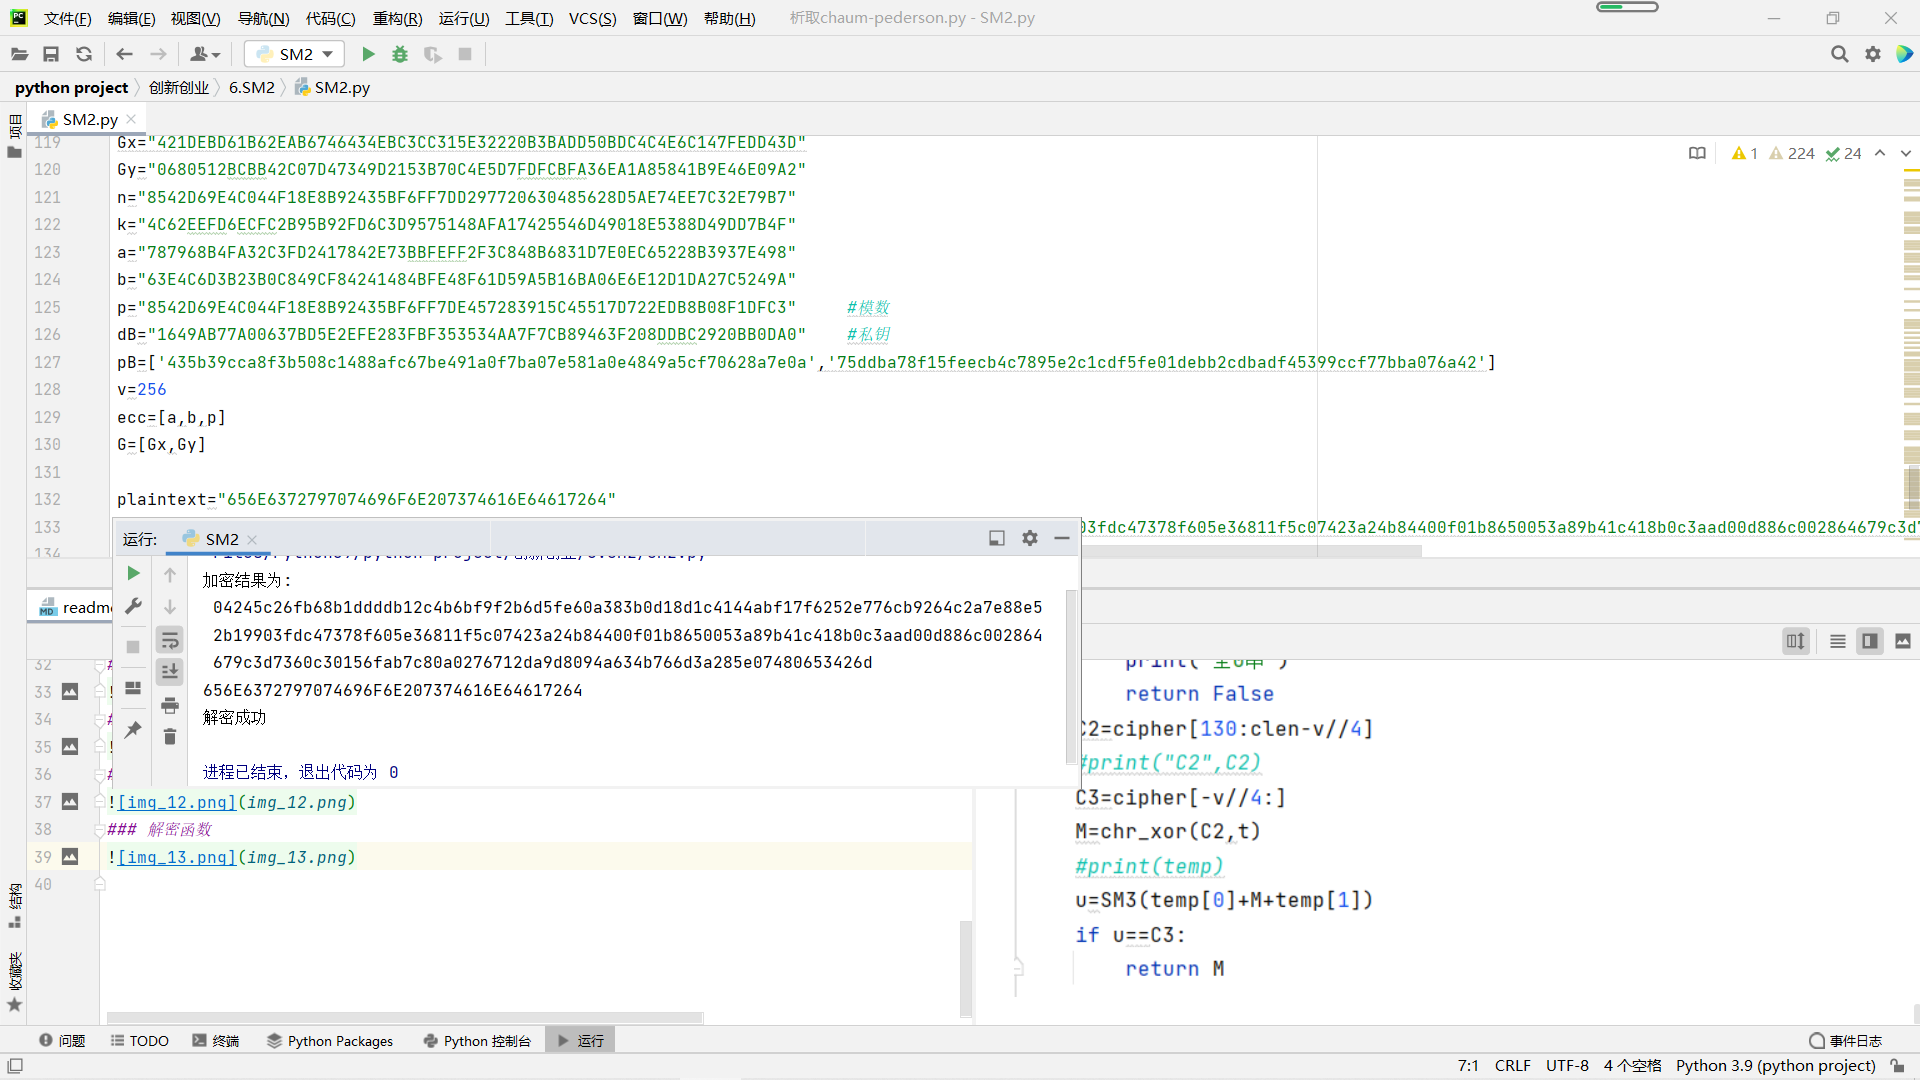 文件(F) 编辑(E) 视图(V) 导航(N) 代码(C) 重构(R) 运行(U) 工具(T) VCS(S) 窗口(W) 帮助(H) 析取chaum-pederson.py - SM2.py
SM2
python project 创新创业 6.SM2 SM2.py
项目
SM2.py
1 224 24
119 Gx="421DEBD61B62EAB6746434EBC3CC315E32220B3BADD50BDC4C4E6C147FEDD43D"
120 Gy="0680512BCBB42C07D47349D2153B70C4E5D7FDFCBFA36EA1A85841B9E46E09A2"
121 n="8542D69E4C044F18E8B92435BF6FF7DD297720630485628D5AE74EE7C32E79B7"
122 k="4C62EEFD6ECFC2B95B92FD6C3D9575148AFA17425546D49018E5388D49DD7B4F"
123 a="787968B4FA32C3FD2417842E73BBFEFF2F3C848B6831D7E0EC65228B3937E498"
124 b="63E4C6D3B23B0C849CF84241484BFE48F61D59A5B16BA06E6E12D1DA27C5249A"
125 p="8542D69E4C044F18E8B92435BF6FF7DE457283915C45517D722EDB8B08F1DFC3" #模数
126 dB="1649AB77A00637BD5E2EFE283FBF353534AA7F7CB89463F208DDBC2920BB0DA0" #私钥
127 pB=['435b39cca8f3b508c1488afc67be491a0f7ba07e581a0e4849a5cf70628a7e0a','75ddba78f15feecb4c7895e2c1cdf5fe01debb2cdbadf45399ccf77bba076a42']
128 v=256
129 ecc=[a,b,p]
130 G=[Gx,Gy]
131
132 plaintext="656E6372797074696F6E207374616E64617264"
133 03fdc47378f605e36811f5c07423a24b84400f01b8650053a89b41c418b0c3aad00d886c002864679c3d7
134
运行: SM2
加密结果为:
04245c26fb68b1ddddb12c4b6bf9f2b6d5fe60a383b0d18d1c4144abf17f6252e776cb9264c2a7e88e5
2b19903fdc47378f605e36811f5c07423a24b84400f01b8650053a89b41c418b0c3aad00d886c002864
679c3d7360c30156fab7c80a0276712da9d8094a634b766d3a285e07480653426d
656E6372797074696F6E207374616E64617264
解密成功
进程已结束，退出代码为 0
readme
32 #
33 !
34 #
35 !
36 #
37 ![img_12.png](img_12.png)
38 ### 解密函数
39 ![img_13.png](img_13.png)
40
return False
C2=cipher[130:clen-v//4]
#print("C2",C2)
C3=cipher[-v//4:]
M=chr_xor(C2,t)
#print(temp)
u=SM3(temp[0]+M+temp[1])
if u==C3:
return M
结构
收藏夹
问题 TODO 终端 Python Packages Python 控制台 运行 事件日志
7:1 CRLF UTF-8 4 个空格 Python 3.9 (python project)